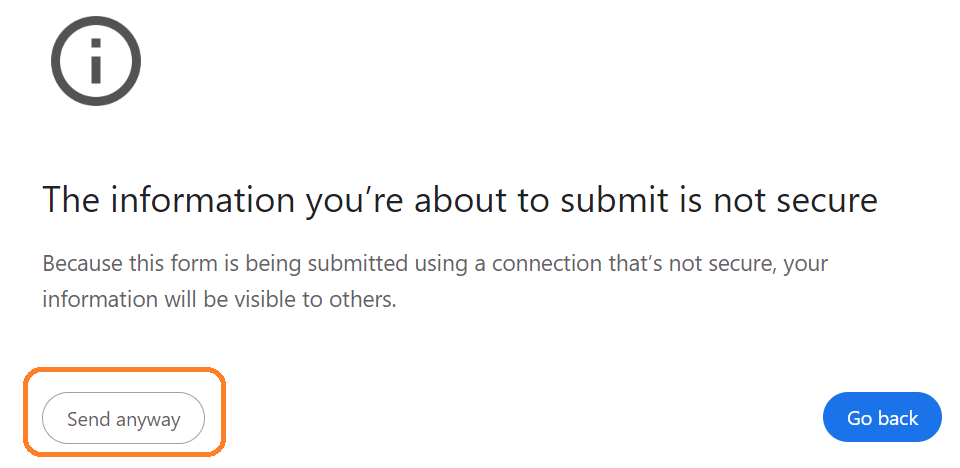 The information you’re about to submit is not secure
Because this form is being submitted using a connection that’s not secure, your
information will be visible to others.
Send anyway
Go back